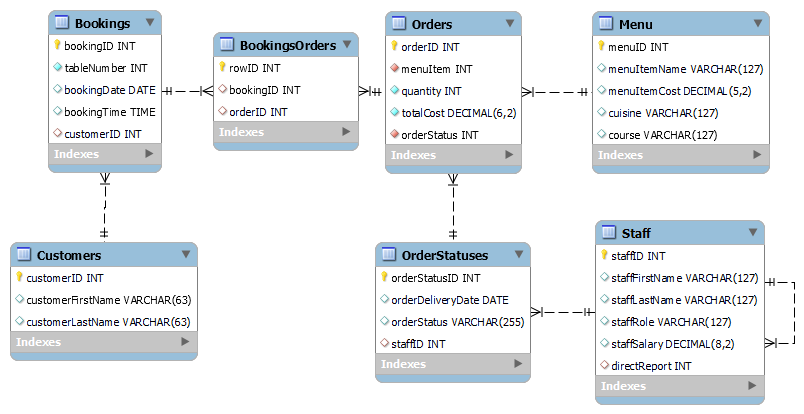 Bookings
bookingID INT
tableNumber INT
bookingDate DATE
bookingTime TIME
customerID INT
Indexes
BookingsOrders
rowID INT
bookingID INT
orderID INT
Indexes
Orders
orderID INT
menuItem INT
quantity INT
totalCost DECIMAL(6,2)
orderStatus INT
Indexes
Menu
menuID INT
menuItemName VARCHAR(127)
menuItemCost DECIMAL(5,2)
cuisine VARCHAR(127)
course VARCHAR(127)
Indexes
Customers
customerID INT
customerFirstName VARCHAR(63)
customerLastName VARCHAR(63)
Indexes
OrderStatuses
orderStatusID INT
orderDeliveryDate DATE
orderStatus VARCHAR(255)
staffID INT
Indexes
Staff
staffID INT
staffFirstName VARCHAR(127)
staffLastName VARCHAR(127)
staffRole VARCHAR(127)
staffSalary DECIMAL(8,2)
directReport INT
Indexes